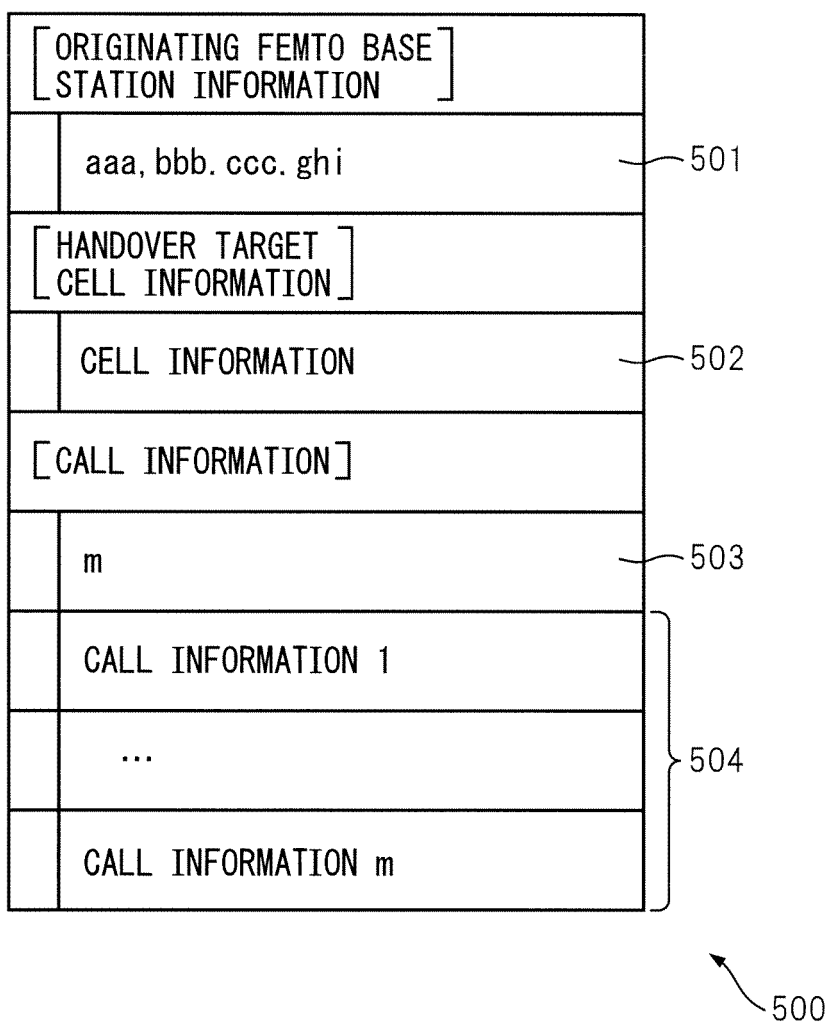 [ORIGINATING FEMTO BASE
STATION INFORMATION]
aaa,bbb.ccc.ghi
501
[HANDOVER TARGET
CELL INFORMATION]
CELL INFORMATION
502
[CALL INFORMATION]
m
503
CALL INFORMATION 1
...
504
CALL INFORMATION m
500